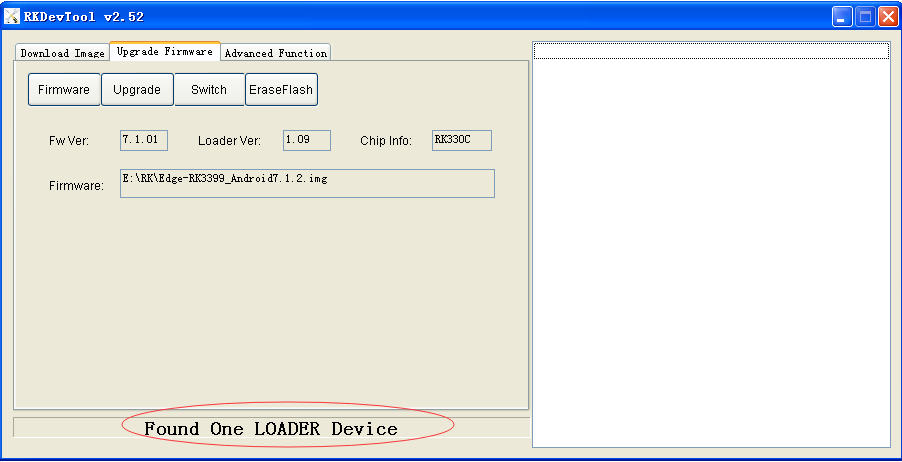 RKDevTool v2.52
Download Image Upgrade Firmware Advanced Function
Firmware Upgrade Switch EraseFlash
Fw Ver: 7.1.01 Loader Ver: 1.09 Chip Info: RK330C
Firmware: E:\RK\Edge-RK3399_Android7.1.2.img
Found One LOADER Device